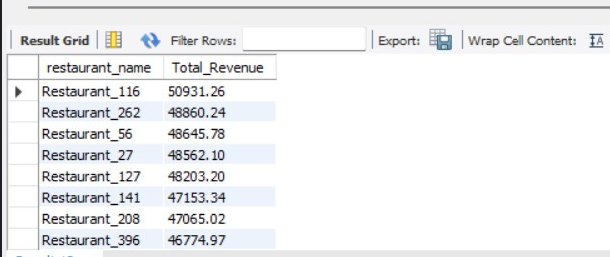 Result Grid Filter Rows: Export: Wrap Cell Content: IA
restaurant_name Total_Revenue
Restaurant_116 50931.26
Restaurant_262 48860.24
Restaurant_56 48645.78
Restaurant_27 48562.10
Restaurant_127 48203.20
Restaurant_141 47153.34
Restaurant_208 47065.02
Restaurant_396 46774.97